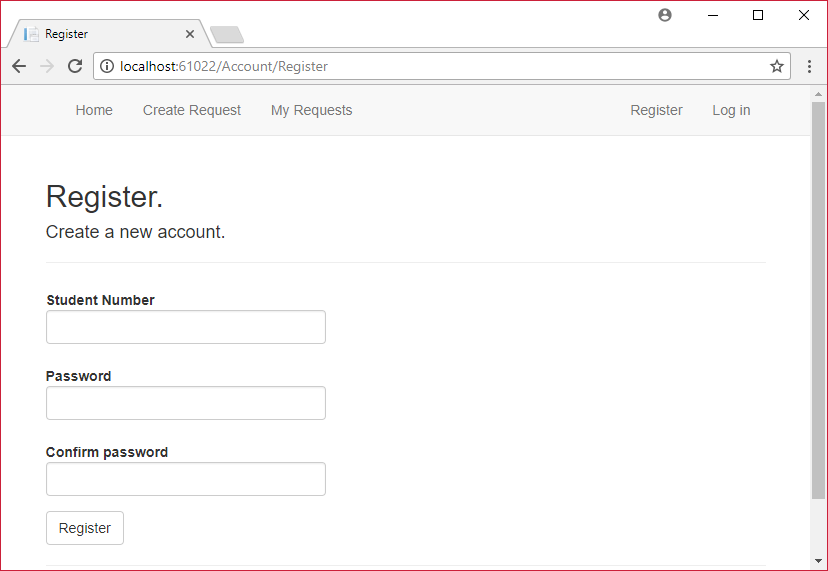 Register
localhost:61022/Account/Register
Home Create Request My Requests Register Log in
Register.
Create a new account.
Student Number
Password
Confirm password
Register